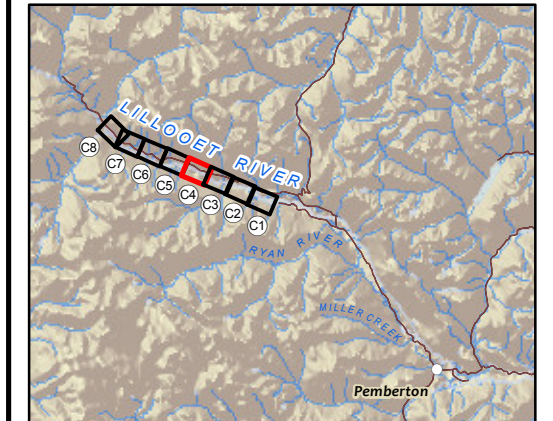 LILLOOET RIVER
C8
C7
C6
C5
C4
C3
C2
C1
RYAN RIVER
MILLER CREEK
Pemberton